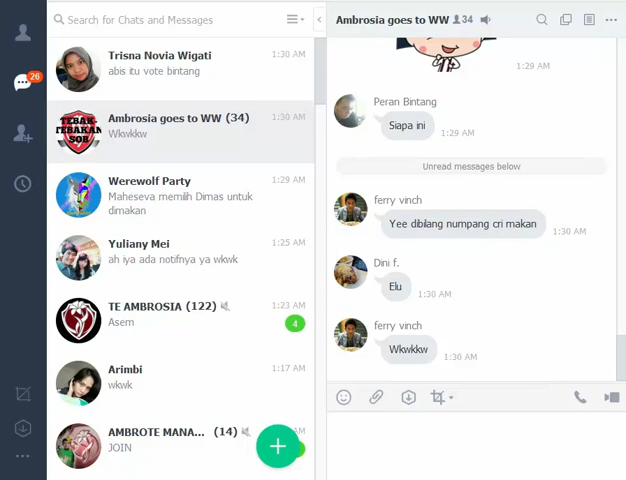 26
Search for Chats and Messages
Trisna Novia Wigati
1:30 AM
abis itu vote bintang
TEBAK-
TEBAKAN
SOB
Ambrosia goes to WW (34)
1:30 AM
Wkwkkw
Werewolf Party
1:29 AM
Maheseva memilih Dimas untuk
dimakan
Yuliany Mei
1:25 AM
ah iya ada notifnya ya wkwk
TE AMBROSIA (122)
1:23 AM
Asem
4
Arimbi
1:17 AM
wkwk
AMBROTE MANA... (14)
JOIN
Ambrosia goes to WW 34
1:29 AM
Peran Bintang
Siapa ini
1:29 AM
Unread messages below
ferry vinch
Yee dibilang numpang cri makan
1:30 AM
Dini f.
Elu
1:30 AM
ferry vinch
Wkwkkw
1:30 AM